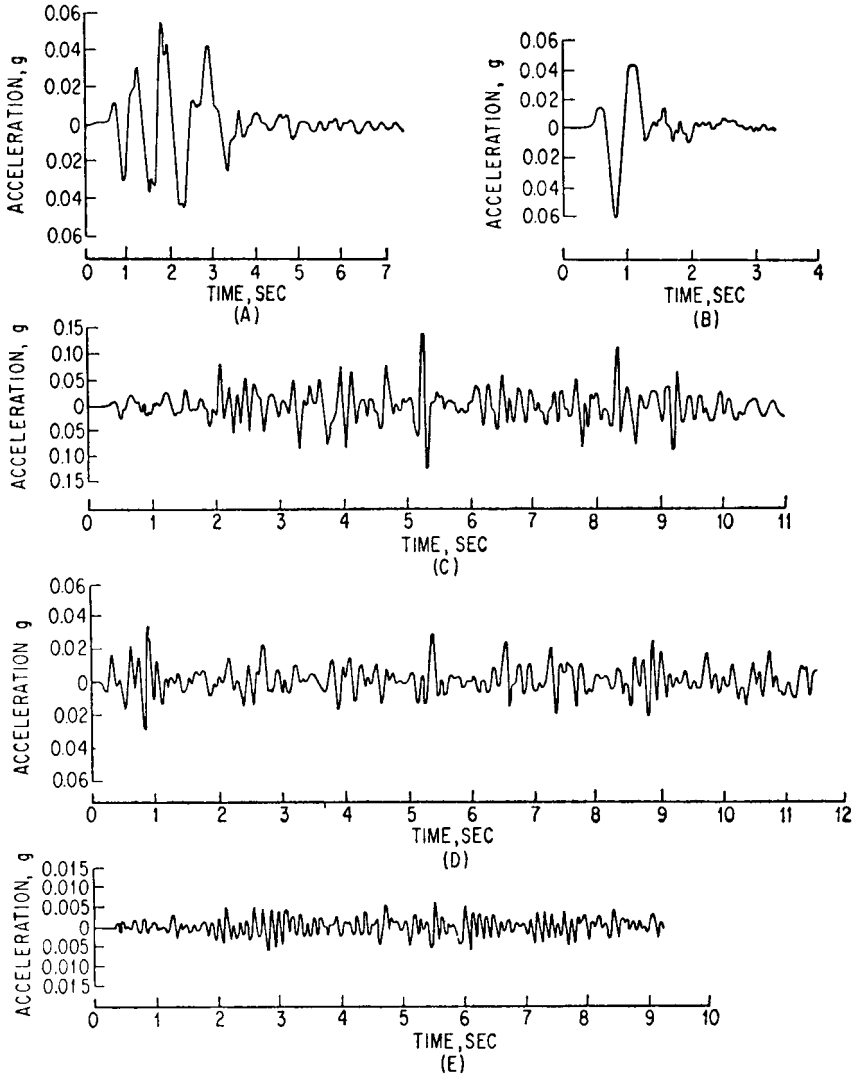 0.06
0.04
0.02
0
0.02
0.04
0.06
ACCELERATION, g
0 1 2 3 4 5 6 7
TIME, SEC
(A)
0.06
0.04
0.02
0
0.02
0.04
0.06
ACCELERATION, g
0 1 2 3 4
TIME, SEC
(B)
0.15
0.10
0.05
0
0.05
0.10
0.15
ACCELERATION, g
0 1 2 3 4 5 6 7 8 9 10 11
TIME, SEC
(C)
0.06
0.04
0.02
0
0.02
0.04
0.06
ACCELERATION g
0 1 2 3 4 5 6 7 8 9 10 11 12
TIME, SEC
(D)
0.015
0.010
0.005
0
0.005
0.010
0.015
ACCELERATION, g
0 1 2 3 4 5 6 7 8 9 10
TIME, SEC
(E)